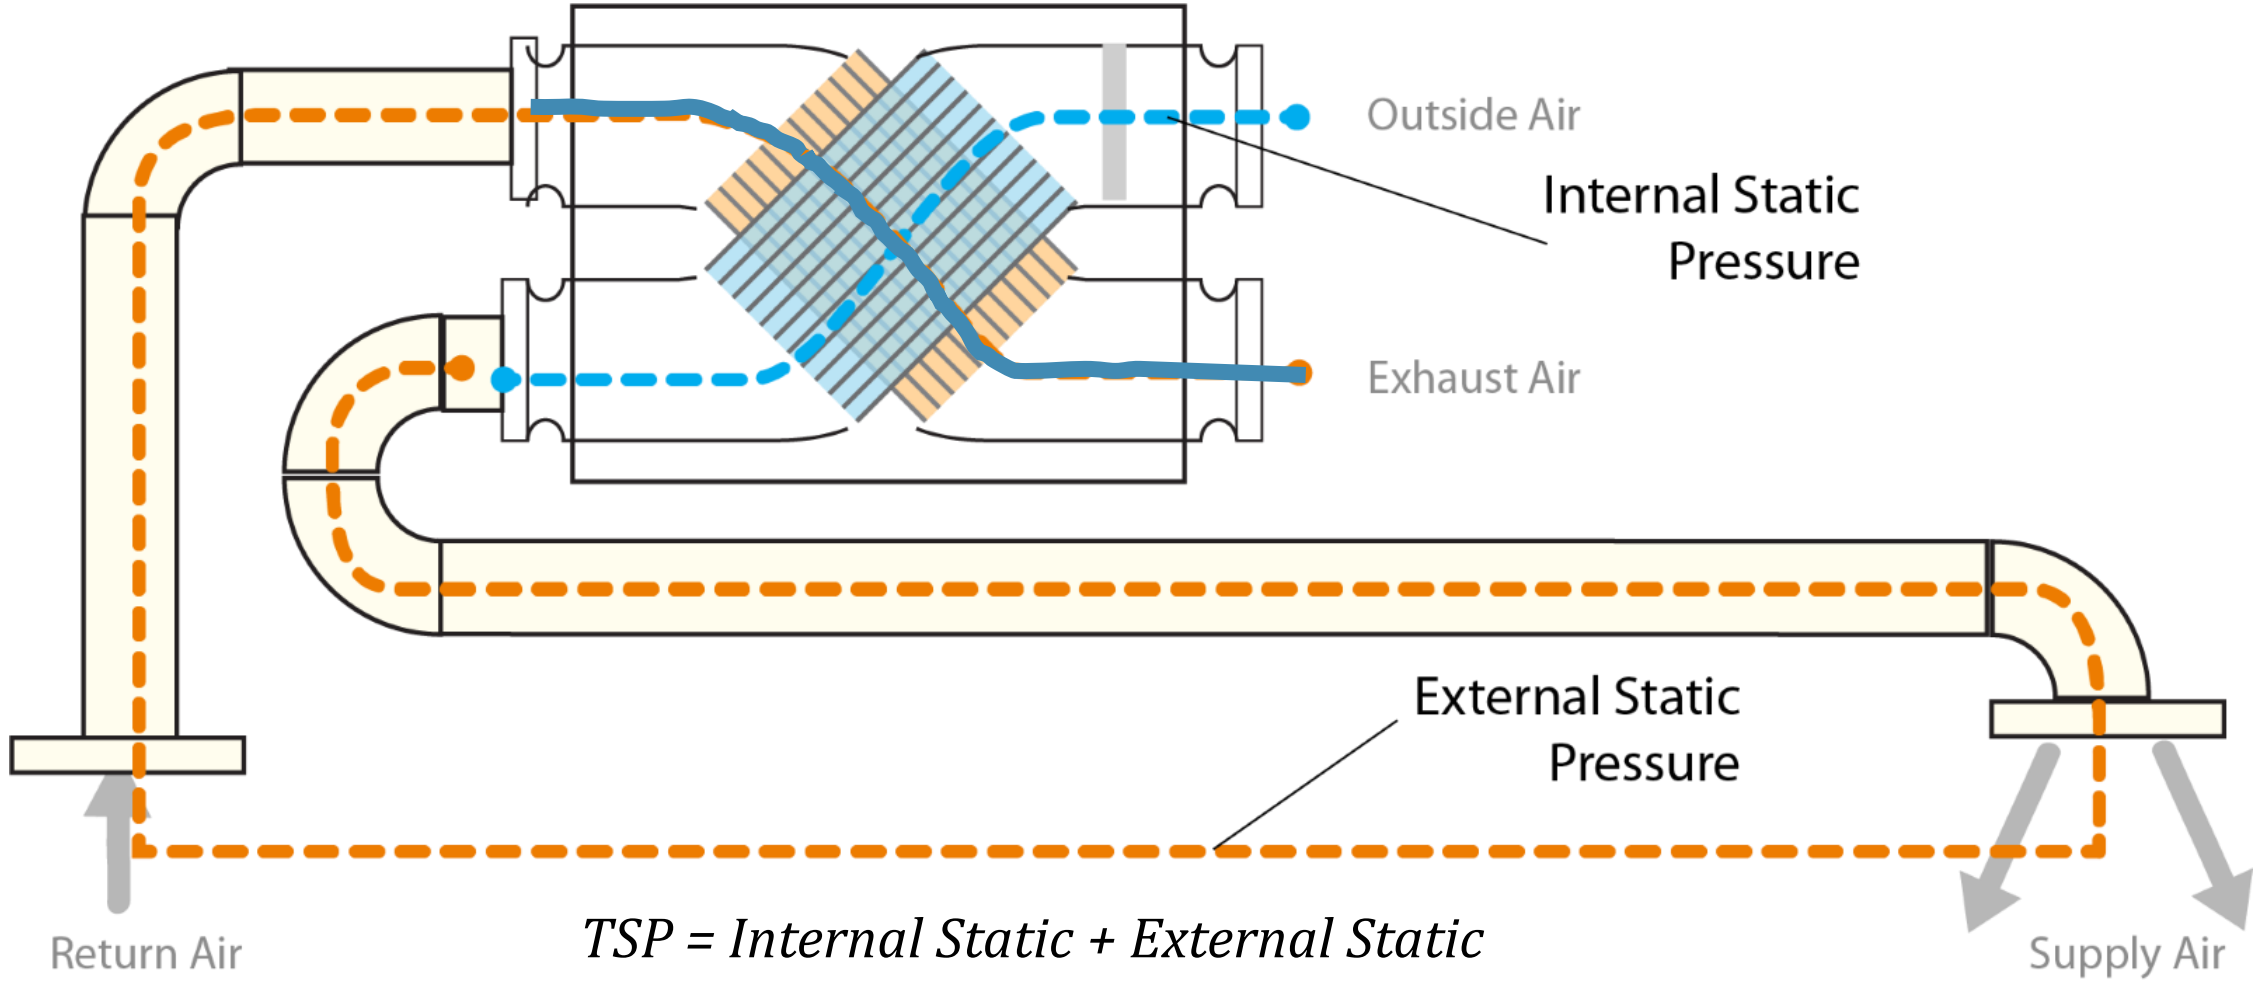 Outside Air
Internal Static
Pressure
Exhaust Air
External Static
Pressure
TSP = Internal Static + External Static
Return Air
Supply Air